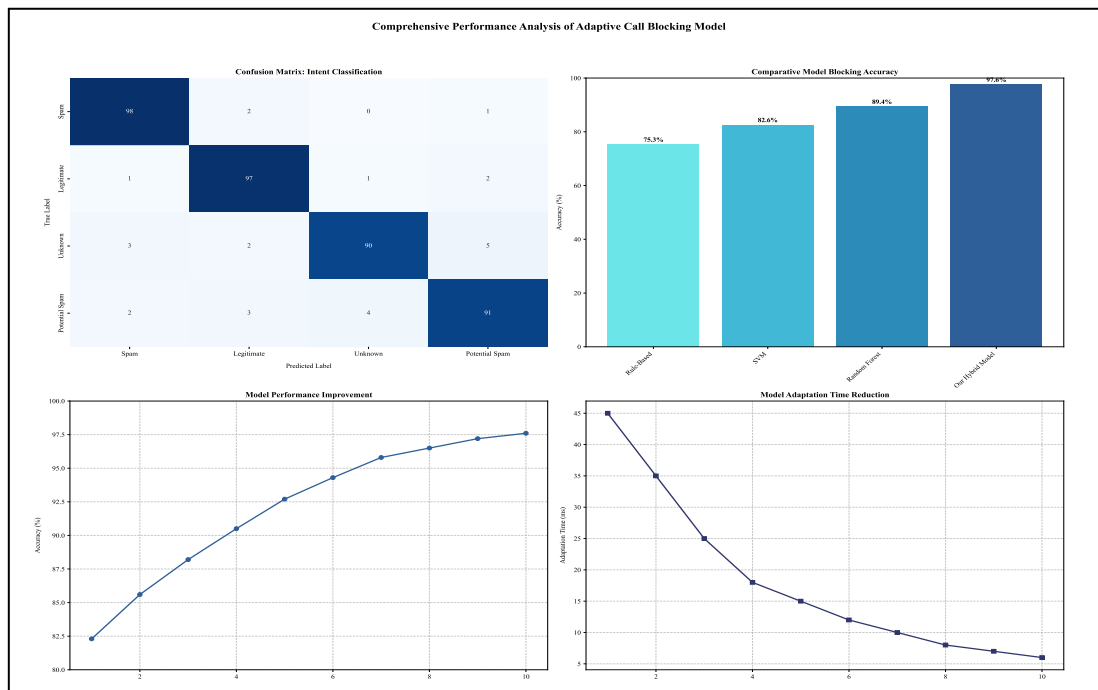 Comprehensive Performance Analysis of Adaptive Call Blocking Model
Confusion Matrix: Intent Classification
True Label
Spam
98 2 0 1
Legitimate
1 97 1 2
Unknown
3 2 90 5
Potential Spam
2 3 4 91
Spam Legitimate Unknown Potential Spam
Predicted Label
Comparative Model Blocking Accuracy
Accuracy (%)
100
80
60
40
20
0
75.3%
82.6%
89.4%
97.6%
Rule-Based
SVM
Random Forest
Our Hybrid Model
Model Performance Improvement
Accuracy (%)
100.0
97.5
95.0
92.5
90.0
87.5
85.0
82.5
80.0
2 4 6 8 10
Model Adaptation Time Reduction
Adaptation Time (ms)
45
40
35
30
25
20
15
10
5
2 4 6 8 10